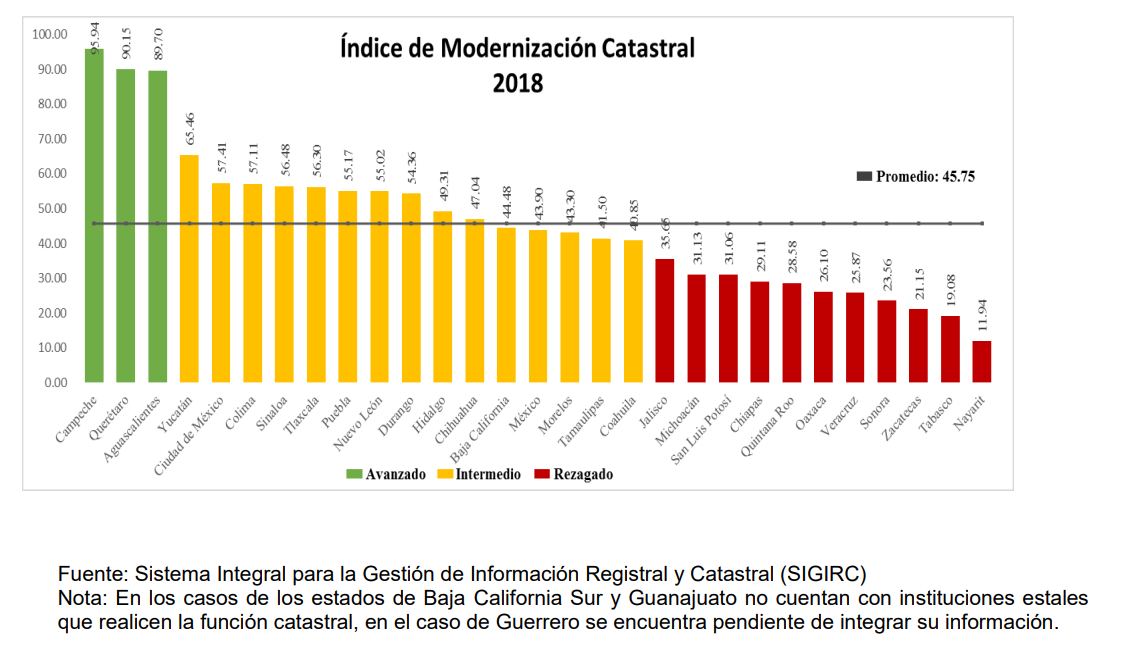 Índice de Modernización Catastral
2018
100.00
90.00
80.00
70.00
60.00
50.00
40.00
30.00
20.00
10.00
0.00
95.94
90.15
89.70
65.46
57.41
57.11
56.48
56.30
55.17
55.02
54.36
49.31
47.04
44.48
43.90
43.30
41.50
40.85
35.65
31.13
31.06
29.11
28.58
26.10
25.87
23.56
21.15
19.08
11.94
Promedio: 45.75
Campeche
Querétaro
Aguascalientes
Yucatán
Ciudad de México
Colima
Sinaloa
Tlaxcala
Puebla
Nuevo León
Durango
Hidalgo
Chihuahua
Baja California
México
Morelos
Tamaulipas
Coahuila
Jalisco
Michoacán
San Luis Potosí
Chiapas
Quintana Roo
Oaxaca
Veracruz
Sonora
Zacatecas
Tabasco
Nayarit
Avanzado Intermedio Rezagado
Fuente: Sistema Integral para la Gestión de Información Registral y Catastral (SIGIRC)
Nota: En los casos de los estados de Baja California Sur y Guanajuato no cuentan con instituciones estales
que realicen la función catastral, en el caso de Guerrero se encuentra pendiente de integrar su información.